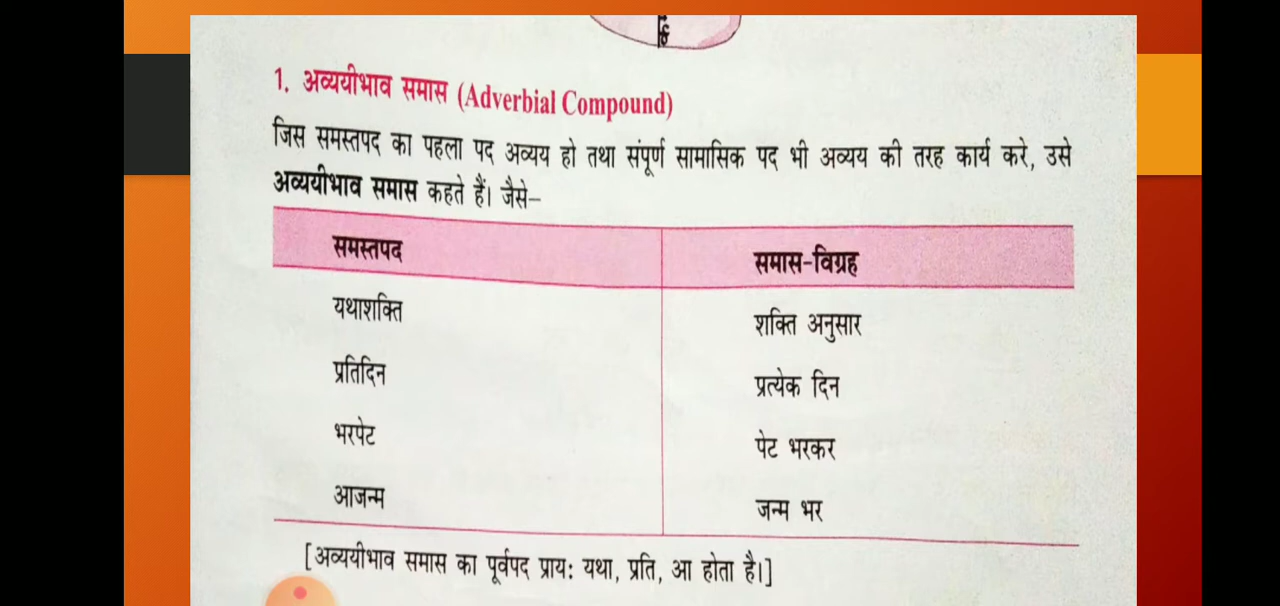 1. अव्ययीभाव समास (Adverbial Compound)
जिस समस्तपद का पहला पद अव्यय हो तथा संपूर्ण सामासिक पद भी अव्यय की तरह कार्य करे, उसे
अव्ययीभाव समास कहते हैं। जैसे–
समस्तपद समास-विग्रह
यथाशक्ति शक्ति अनुसार
प्रतिदिन प्रत्येक दिन
भरपेट पेट भरकर
आजन्म जन्म भर
[अव्ययीभाव समास का पूर्वपद प्राय: यथा, प्रति, आ होता है।]